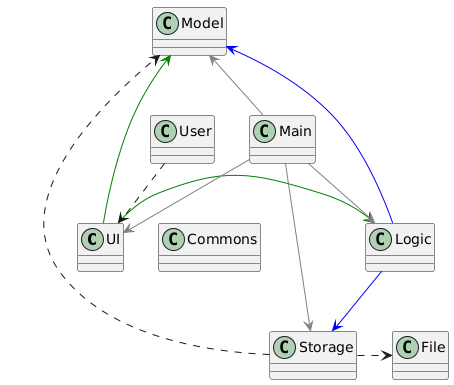 C Model
C User
C Main
C UI
C Commons
C Logic
C Storage
C File